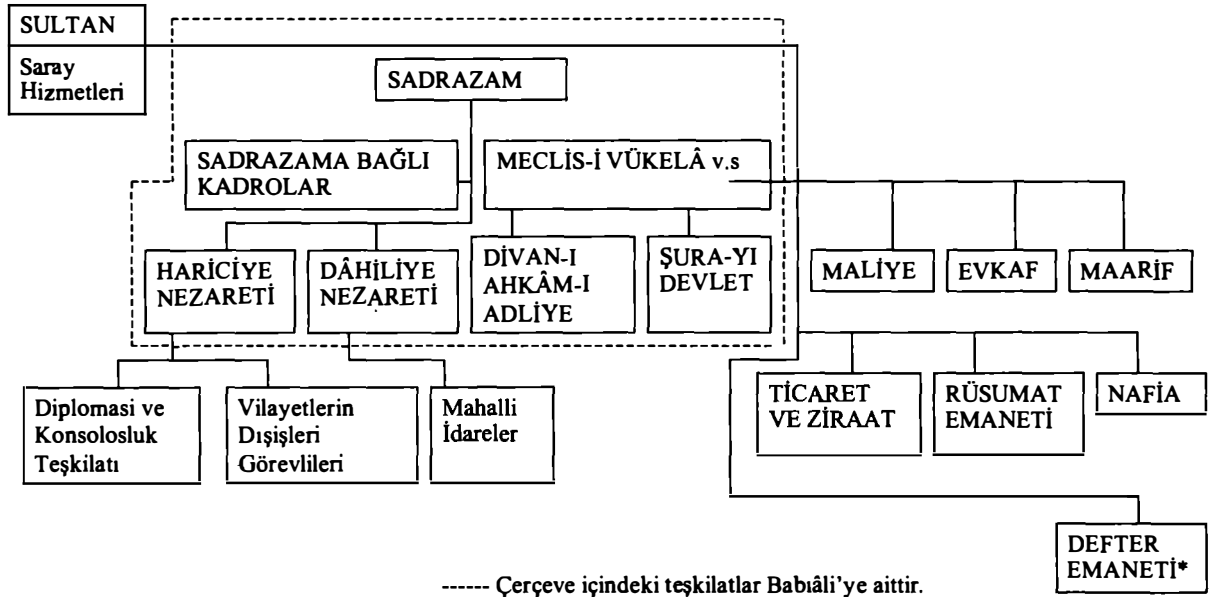 SULTAN
Saray
Hizmetleri
SADRAZAM
SADRAZAMA BAĞLI
KADROLAR
MECLİS-İ VÜKELÂ v.s
HARİCİYE
NEZARETİ
DÂHİLİYE
NEZARETİ
DİVAN-I
AHKÂM-I
ADLİYE
ŞURA-YI
DEVLET
MALİYE
EVKAF
MAARİF
Diplomasi ve
Konsolosluk
Teşkilatı
Vilayetlerin
Dışişleri
Görevlileri
Mahalli
İdareler
TİCARET
VE ZİRAAT
RÜSUMAT
EMANETİ
NAFİA
DEFTER
EMANETİ*
------ Çerçeve içindeki teşkilatlar Babıâli'ye aittir.